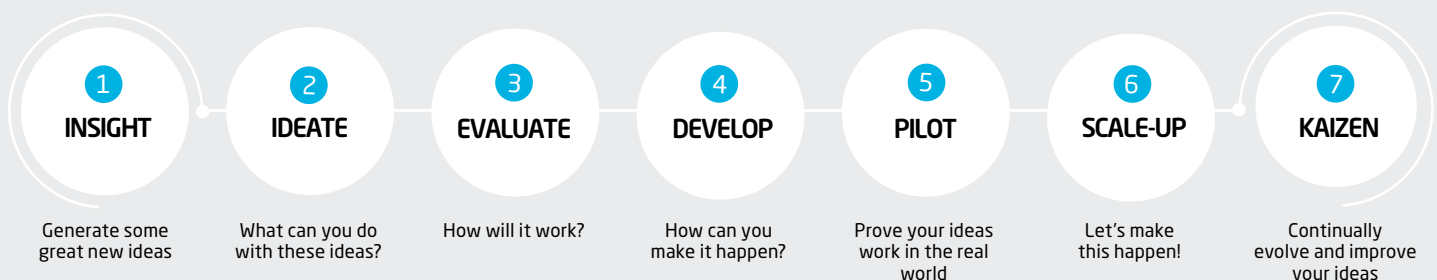 1
INSIGHT
Generate some
great new ideas
2
IDEATE
What can you do
with these ideas?
3
EVALUATE
How will it work?
4
DEVELOP
How can you
make it happen?
5
PILOT
Prove your ideas
work in the real
world
6
SCALE-UP
Let's make
this happen!
7
KAIZEN
Continually
evolve and improve
your ideas